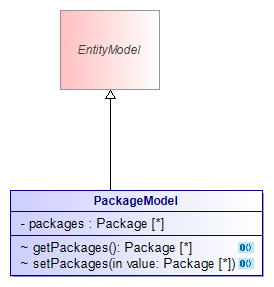 EntityModel
PackageModel
- packages : Package [*]
~ getPackages(): Package [*]
~ setPackages(in value: Package [*])